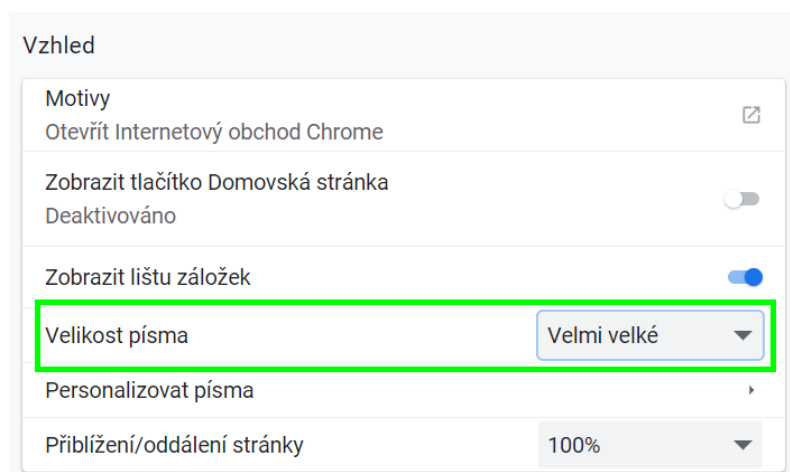 Vzhled
Motivy
Otevřít Internetový obchod Chrome
Zobrazit tlačítko Domovská stránka
Deaktivováno
Zobrazit lištu záložek
Velikost písma Velmi velké
Personalizovat písma
Přiblížení/oddálení stránky 100%